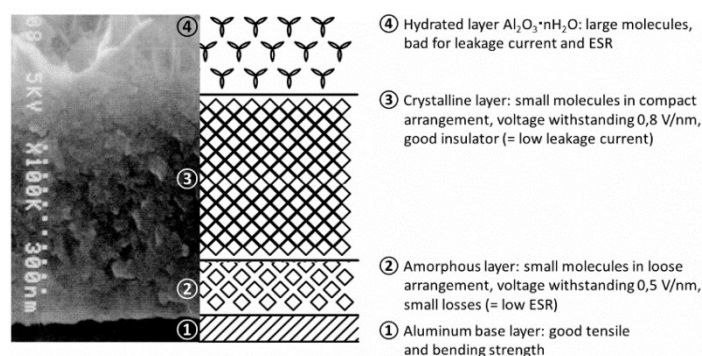 ④ Hydrated layer Al₂O₃·nH₂O: large molecules,
bad for leakage current and ESR
③ Crystalline layer: small molecules in compact
arrangement, voltage withstanding 0,8 V/nm,
good insulator (= low leakage current)
② Amorphous layer: small molecules in loose
arrangement, voltage withstanding 0,5 V/nm,
small losses (= low ESR)
① Aluminum base layer: good tensile
and bending strength
④
③
②
①
5KV X100K 300nm